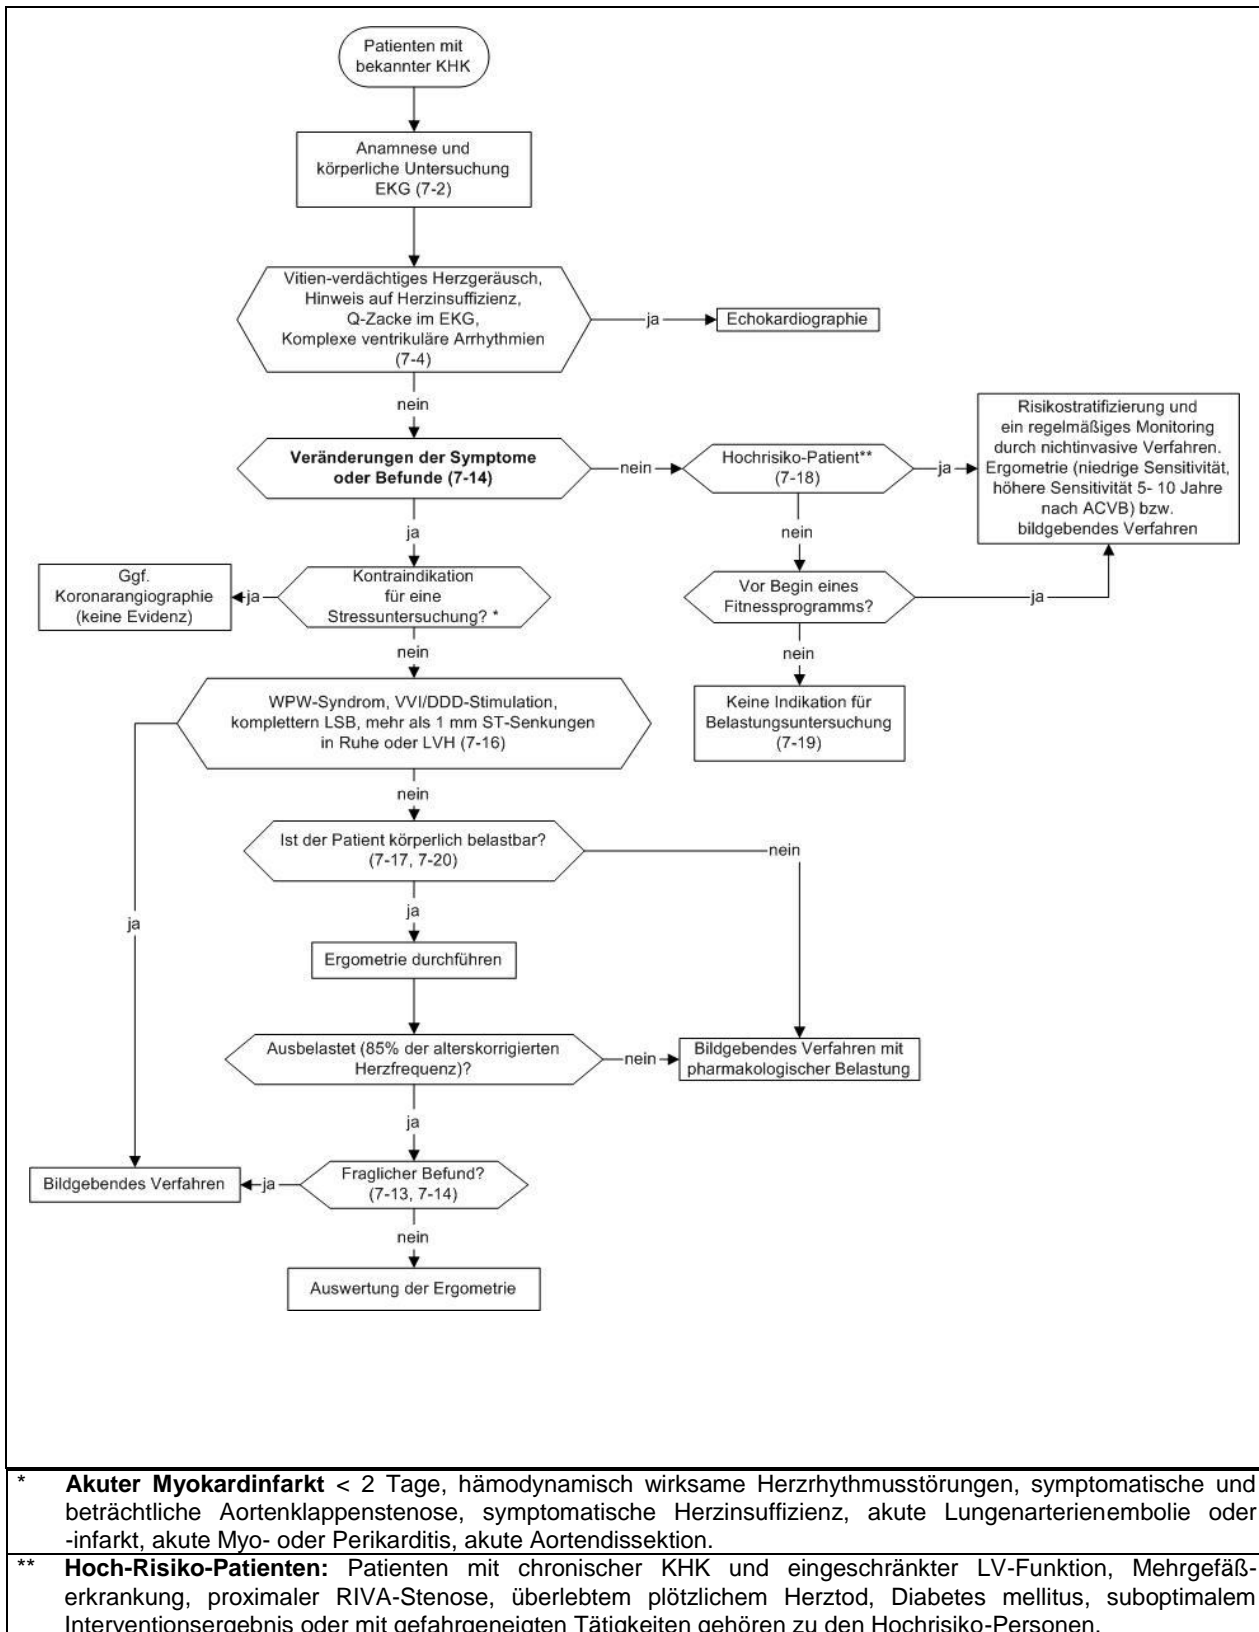 Patienten mit
bekannter KHK
Anamnese und
körperliche Untersuchung
EKG (7-2)
Vitien-verdächtiges Herzgeräusch,
Hinweis auf Herzinsuffizienz,
Q-Zacke im EKG,
Komplexe ventrikuläre Arrhythmien
(7-4)
ja
Echokardiographie
nein
Veränderungen der Symptome
oder Befunde (7-14)
nein
Hochrisiko-Patient**
(7-18)
ja
Risikostratifizierung und
ein regelmäßiges Monitoring
durch nichtinvasive Verfahren.
Ergometrie (niedrige Sensitivität,
höhere Sensitivität 5- 10 Jahre
nach ACVB) bzw.
bildgebendes Verfahren
ja
nein
Ggf.
Koronarangiographie
(keine Evidenz)
ja
Kontraindikation
für eine
Stressuntersuchung? *
Vor Begin eines
Fitnessprogramms?
ja
nein
nein
WPW-Syndrom, VVI/DDD-Stimulation,
komplettern LSB, mehr als 1 mm ST-Senkungen
in Ruhe oder LVH (7-16)
Keine Indikation für
Belastungsuntersuchung
(7-19)
nein
Ist der Patient körperlich belastbar?
(7-17, 7-20)
nein
ja
ja
Ergometrie durchführen
Ausbelastet (85% der alterskorrigierten
Herzfrequenz)?
nein
Bildgebendes Verfahren mit
pharmakologischer Belastung
ja
Bildgebendes Verfahren
ja
Fraglicher Befund?
(7-13, 7-14)
nein
Auswertung der Ergometrie
* Akuter Myokardinfarkt < 2 Tage, hämodynamisch wirksame Herzrhythmusstörungen, symptomatische und
beträchtliche Aortenklappenstenose, symptomatische Herzinsuffizienz, akute Lungenarterienembolie oder
-infarkt, akute Myo- oder Perikarditis, akute Aortendissektion.
** Hoch-Risiko-Patienten: Patienten mit chronischer KHK und eingeschränkter LV-Funktion, Mehrgefäß-
erkrankung, proximaler RIVA-Stenose, überlebtem plötzlichem Herztod, Diabetes mellitus, suboptimalem
Interventionsergebnis oder mit gefahrgeneigten Tätigkeiten gehören zu den Hochrisiko-Personen.